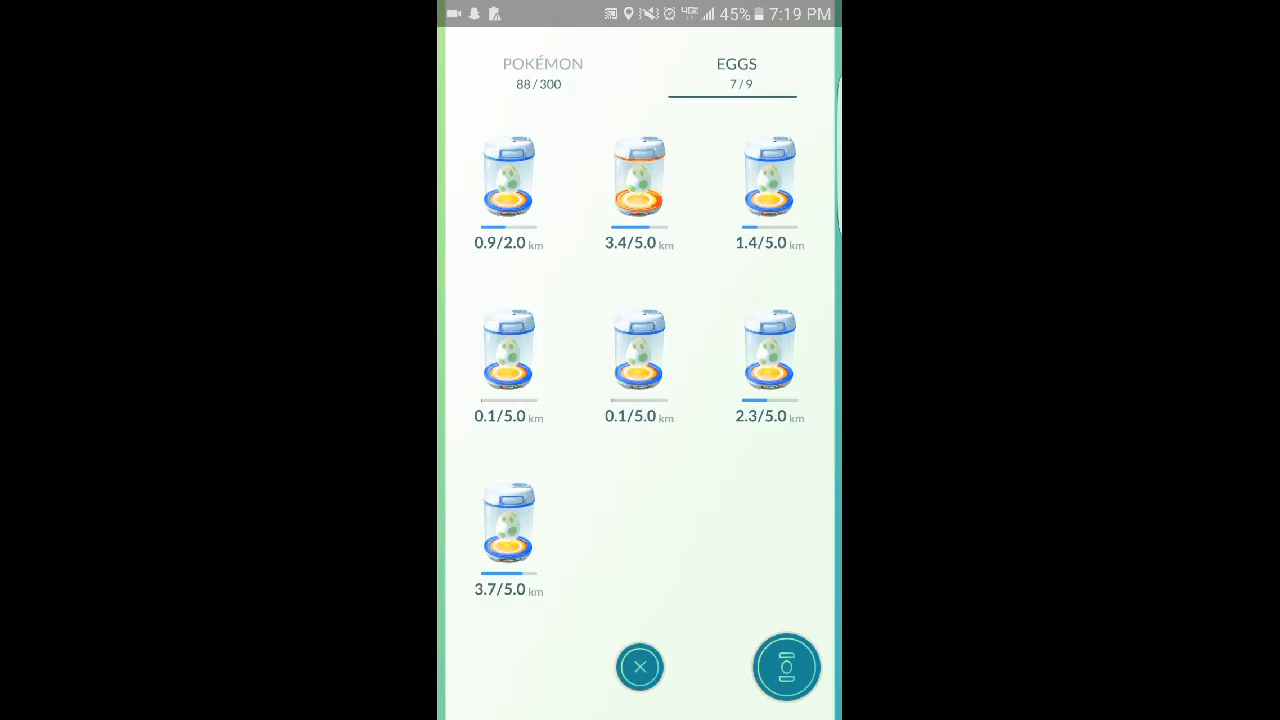 4G LTE 45% 7:19 PM
POKÉMON EGGS
88/300 7/9
0.9/2.0 km 3.4/5.0 km 1.4/5.0 km
0.1/5.0 km 0.1/5.0 km 2.3/5.0 km
3.7/5.0 km